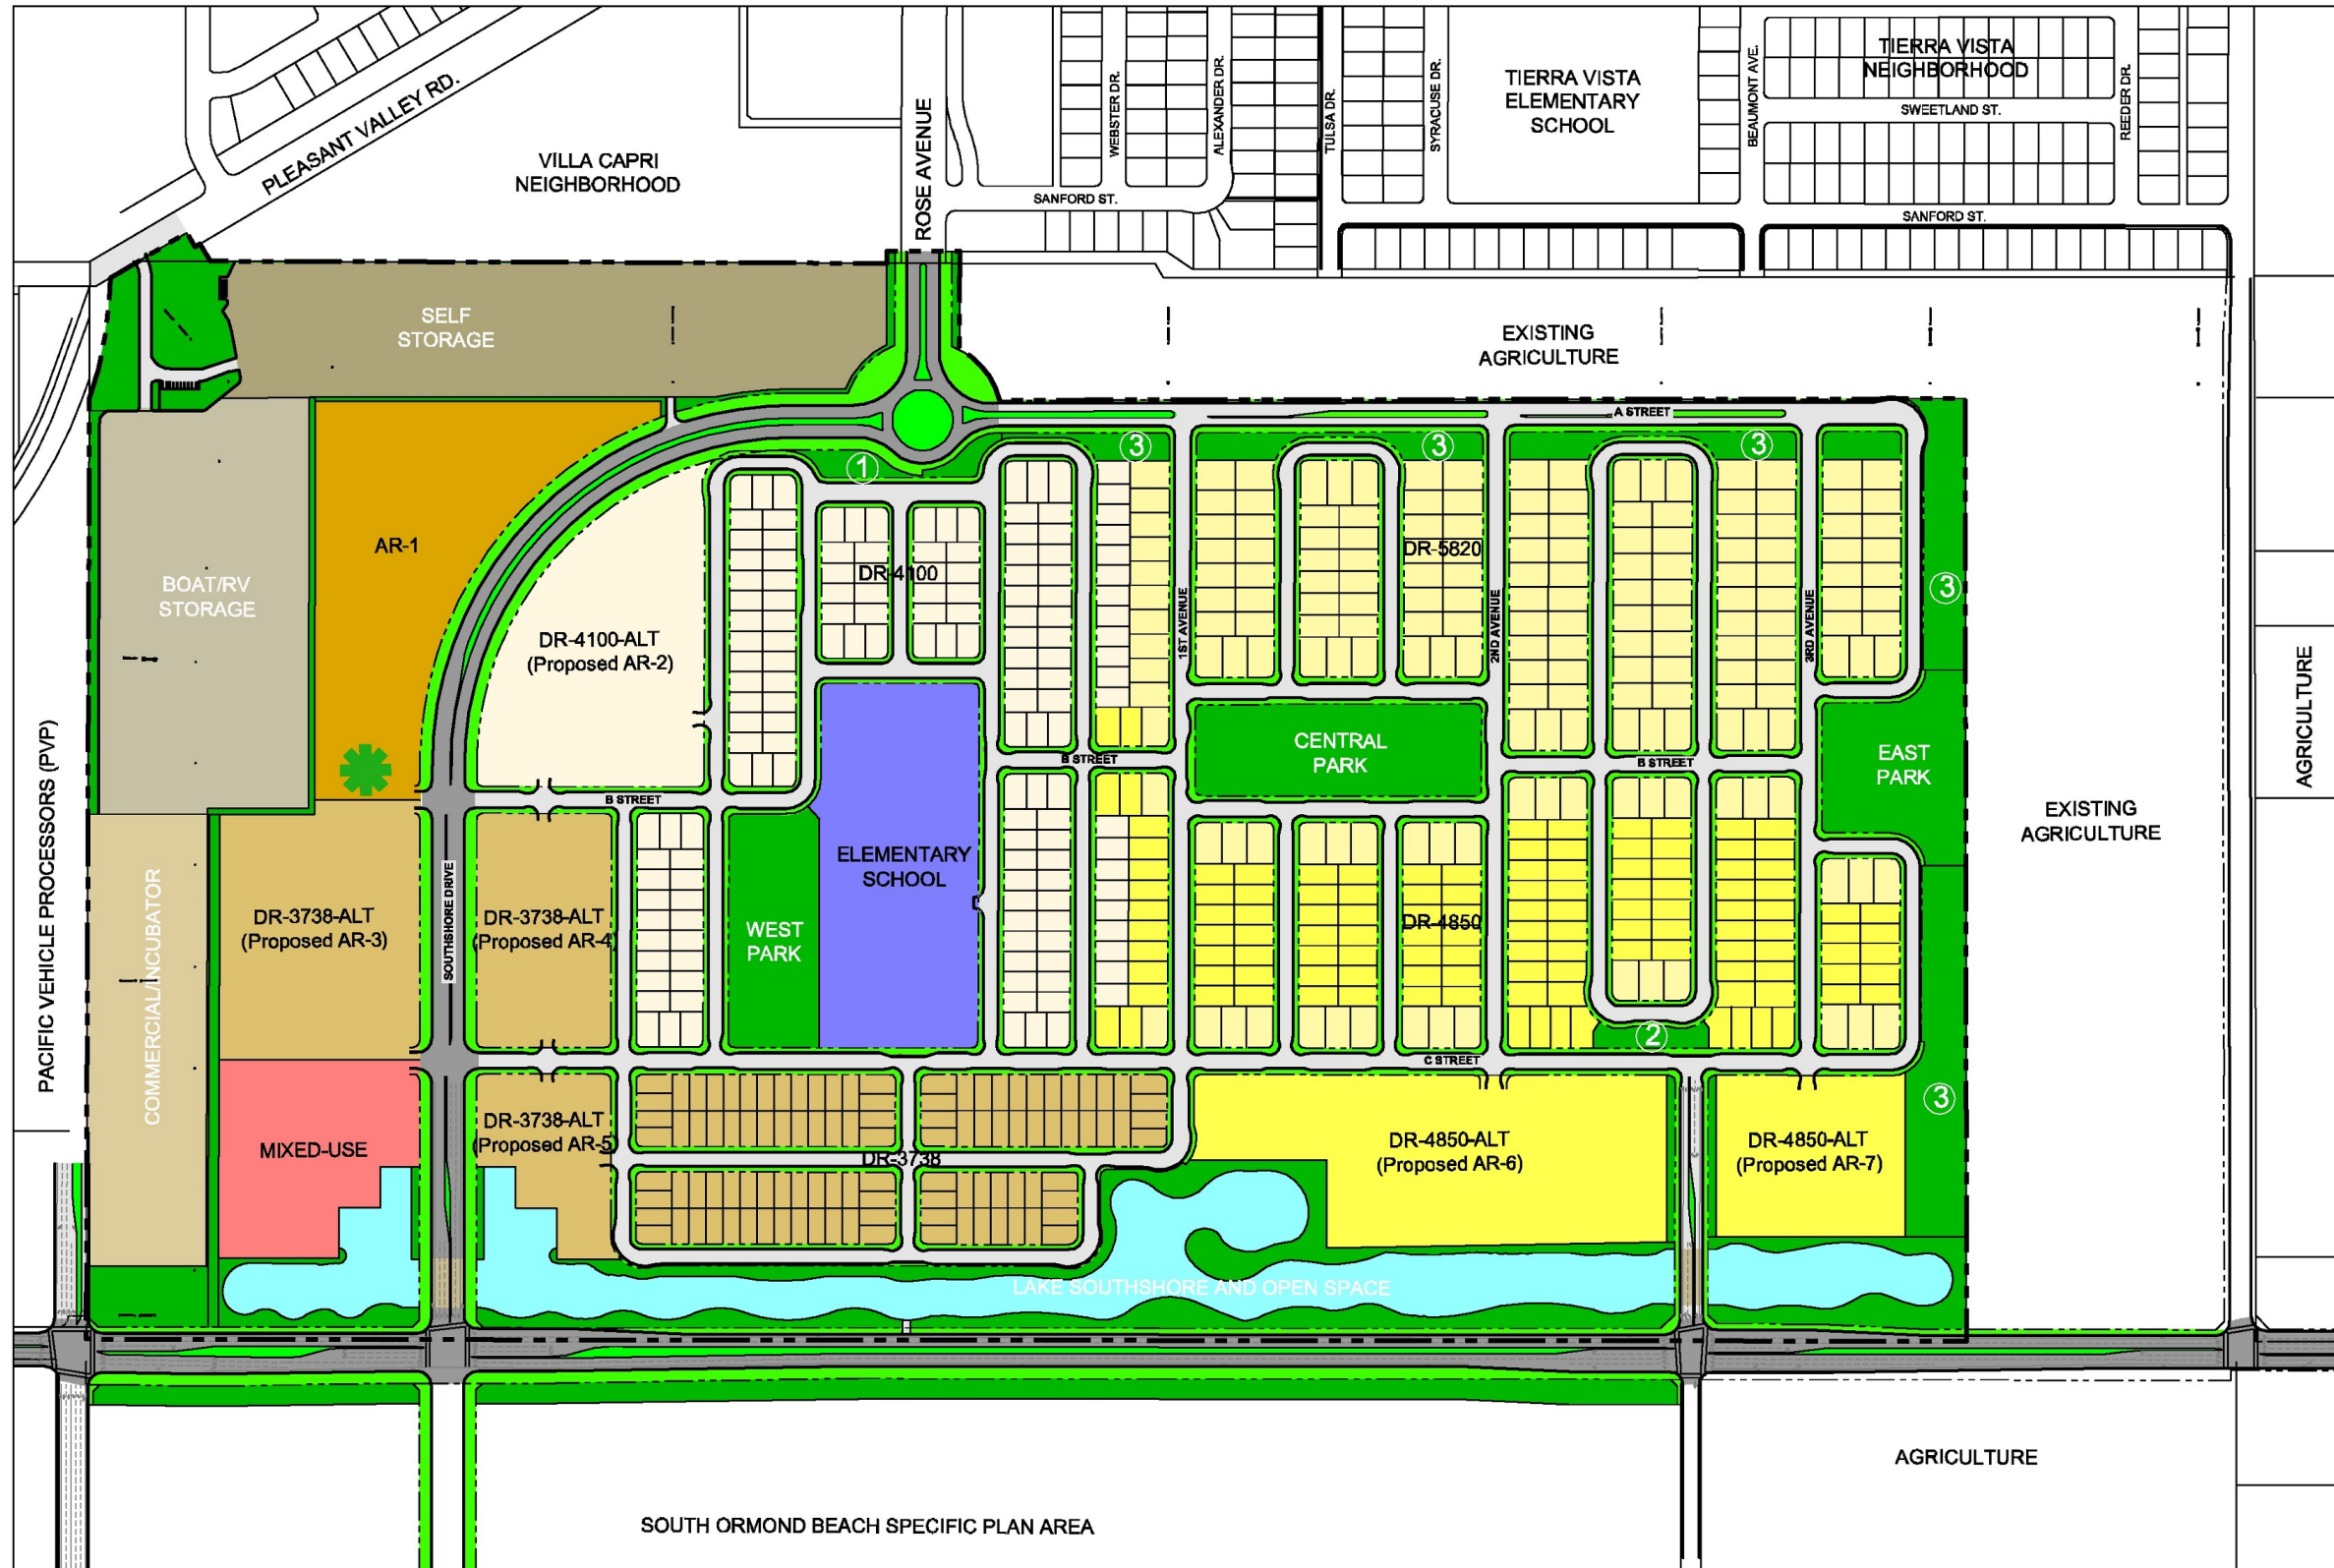 TIERRA VISTA
NEIGHBORHOOD
SWEETLAND ST.
REEDER DR.
BEAUMONT AVE.
TIERRA VISTA
ELEMENTARY
SCHOOL
SYRACUSE DR.
TULSA DR.
ALEXANDER DR.
WEBSTER DR.
SANFORD ST.
SANFORD ST.
ROSE AVENUE
PLEASANT VALLEY RD.
VILLA CAPRI
NEIGHBORHOOD
SELF
STORAGE
EXISTING
AGRICULTURE
A STREET
1
3
3
3
AR-1
BOAT/RV
STORAGE
DR-4100
DR-5820
1ST AVENUE
2ND AVENUE
3RD AVENUE
3
DR-4100-ALT
(Proposed AR-2)
CENTRAL
PARK
EAST
PARK
B STREET
B STREET
B STREET
AGRICULTURE
EXISTING
AGRICULTURE
PACIFIC VEHICLE PROCESSORS (PVP)
COMMERCIAL/INCUBATOR
SOUTHSHORE DRIVE
ELEMENTARY
SCHOOL
DR-3738-ALT
(Proposed AR-3)
DR-3738-ALT
(Proposed AR-4)
WEST
PARK
DR-4850
2
C STREET
3
MIXED-USE
DR-3738-ALT
(Proposed AR-5)
DR-3738
DR-4850-ALT
(Proposed AR-6)
DR-4850-ALT
(Proposed AR-7)
LAKE SOUTHSHORE AND OPEN SPACE
AGRICULTURE
SOUTH ORMOND BEACH SPECIFIC PLAN AREA